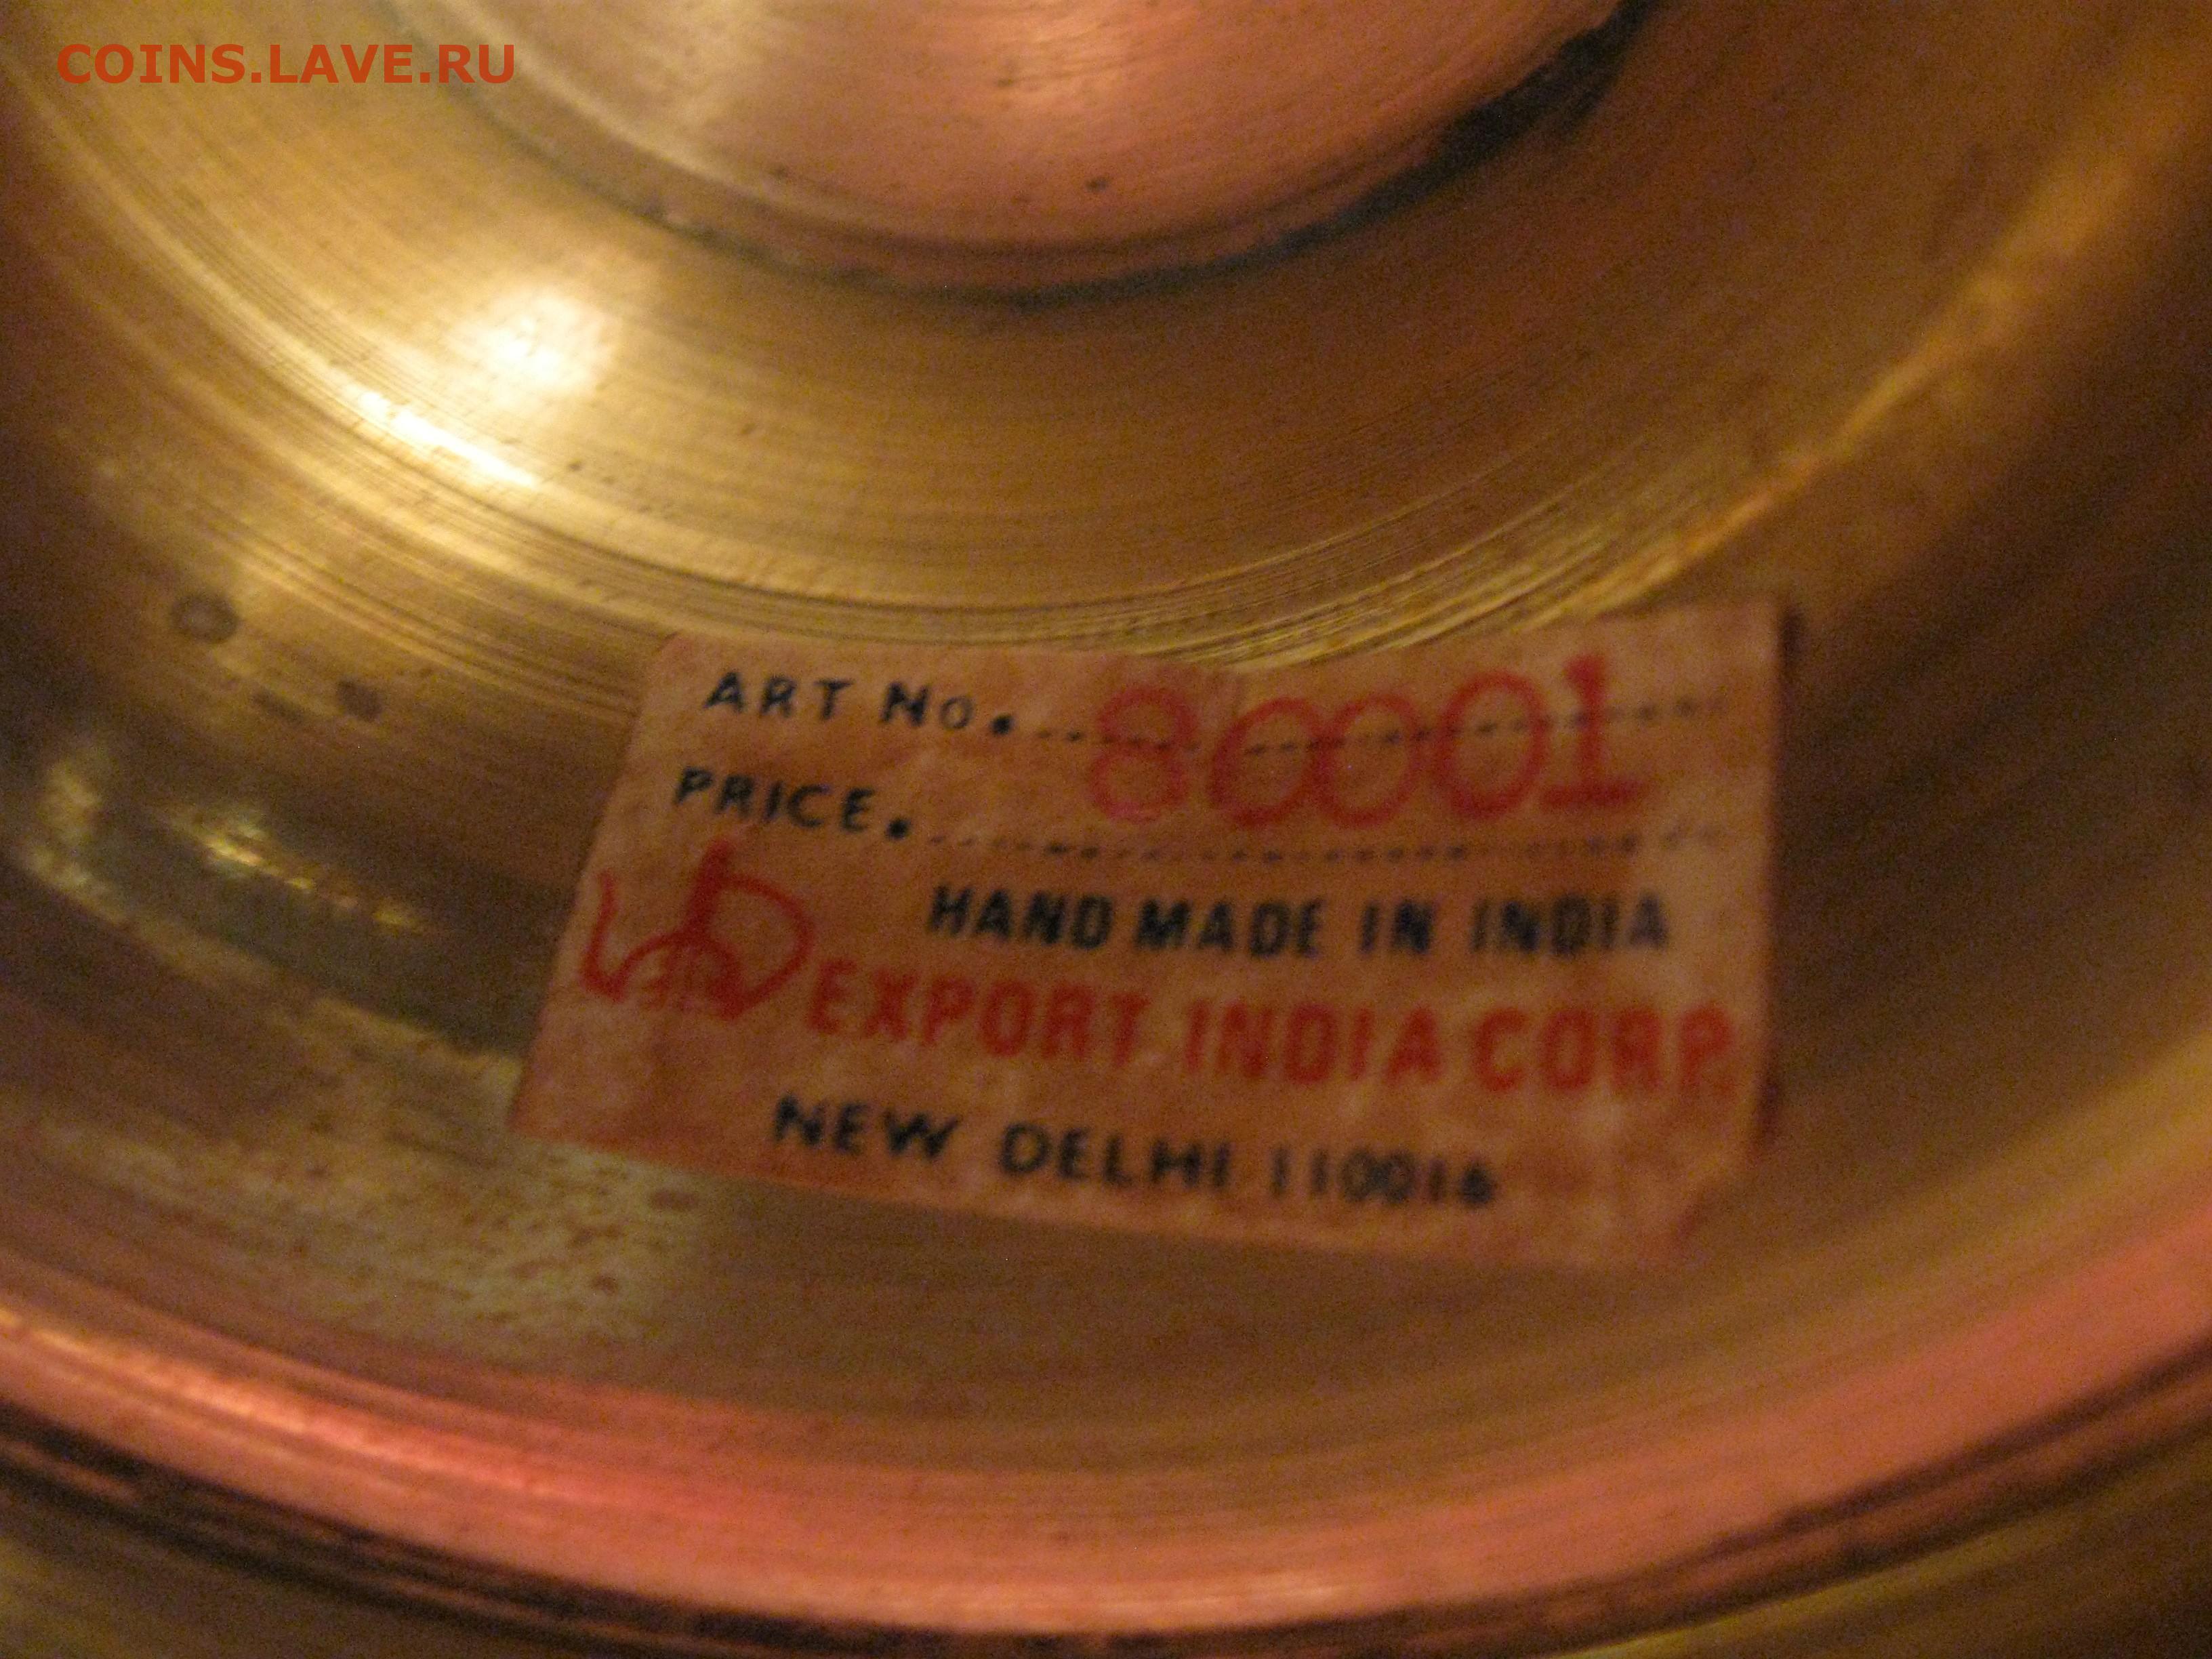 COINS.LAVE.RU
ART No. 80001
PRICE.
HAND MADE IN INDIA
EXPORT INDIA CORP.
NEW DELHI 110016